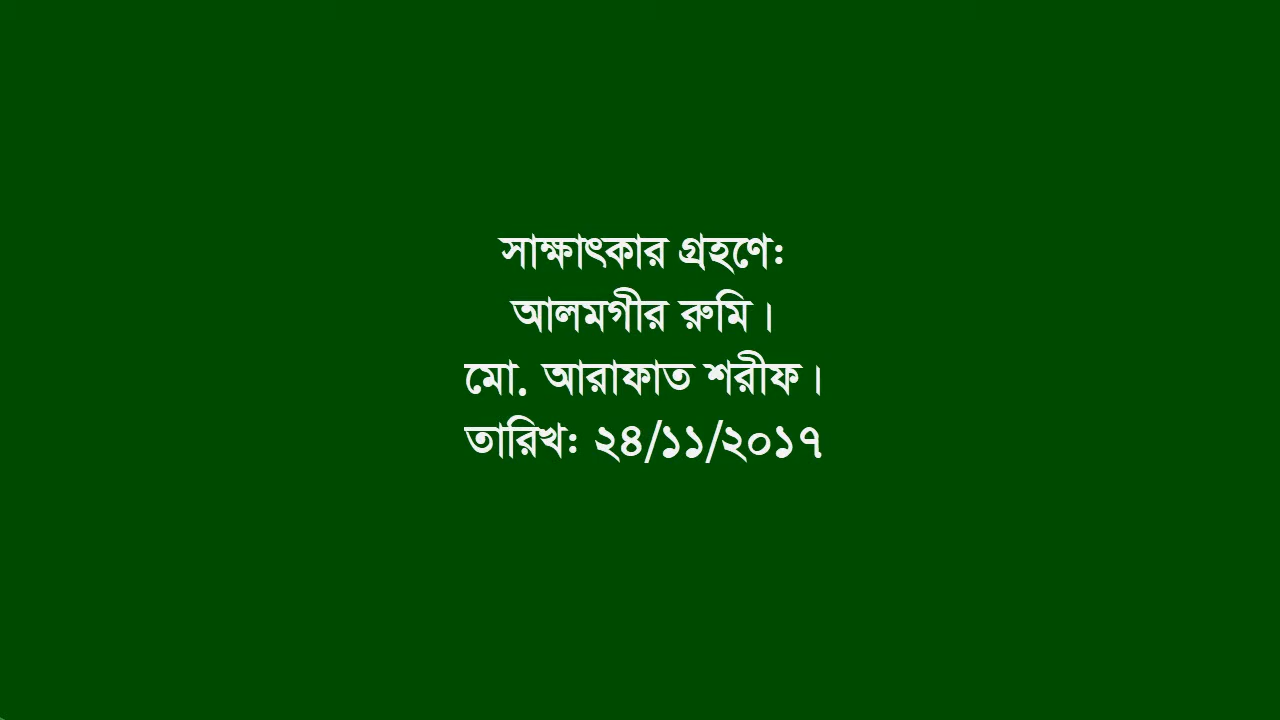 সাক্ষাৎকার গ্রহণে:
আলমগীর রুমি।
মো. আরাফাত শরীফ।
তারিখ: ২৪/১১/২০১৭